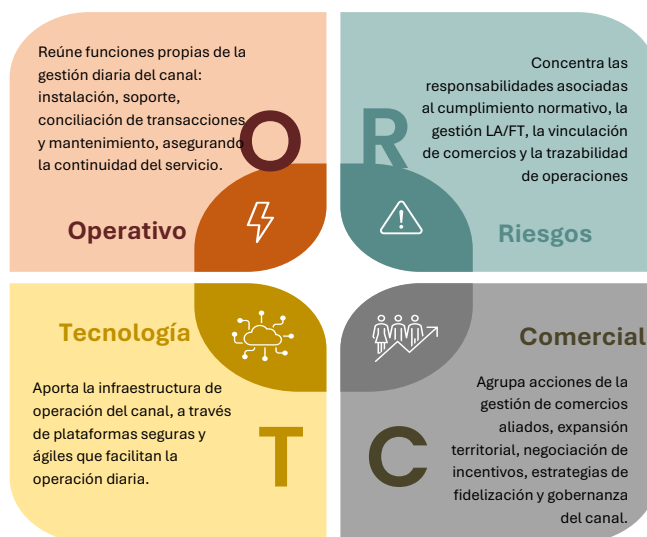 Reúne funciones propias de la
gestión diaria del canal:
instalación, soporte,
conciliación de transacciones
y mantenimiento, asegurando
la continuidad del servicio.
O
Operativo
Concentra las
responsabilidades asociadas
al cumplimiento normativo, la
gestión LA/FT, la vinculación
de comercios y la trazabilidad
de operaciones
R
Riesgos
Tecnología
Aporta la infraestructura de
operación del canal, a través
de plataformas seguras y
ágiles que facilitan la
operación diaria.
T
Comercial
Agrupa acciones de la
gestión de comercios
aliados, expansión
territorial, negociación de
incentivos, estrategias de
fidelización y gobernanza
del canal.
C